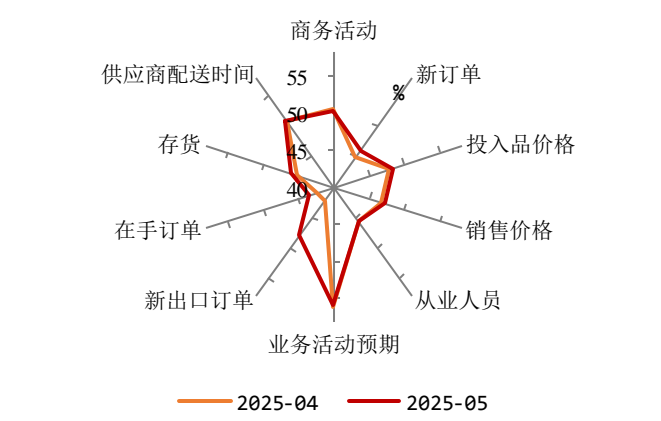 商务活动
供应商配送时间
55
新订单
%
50
存货
45
投入品价格
40
在手订单
销售价格
新出口订单
从业人员
业务活动预期
2025-04
2025-05